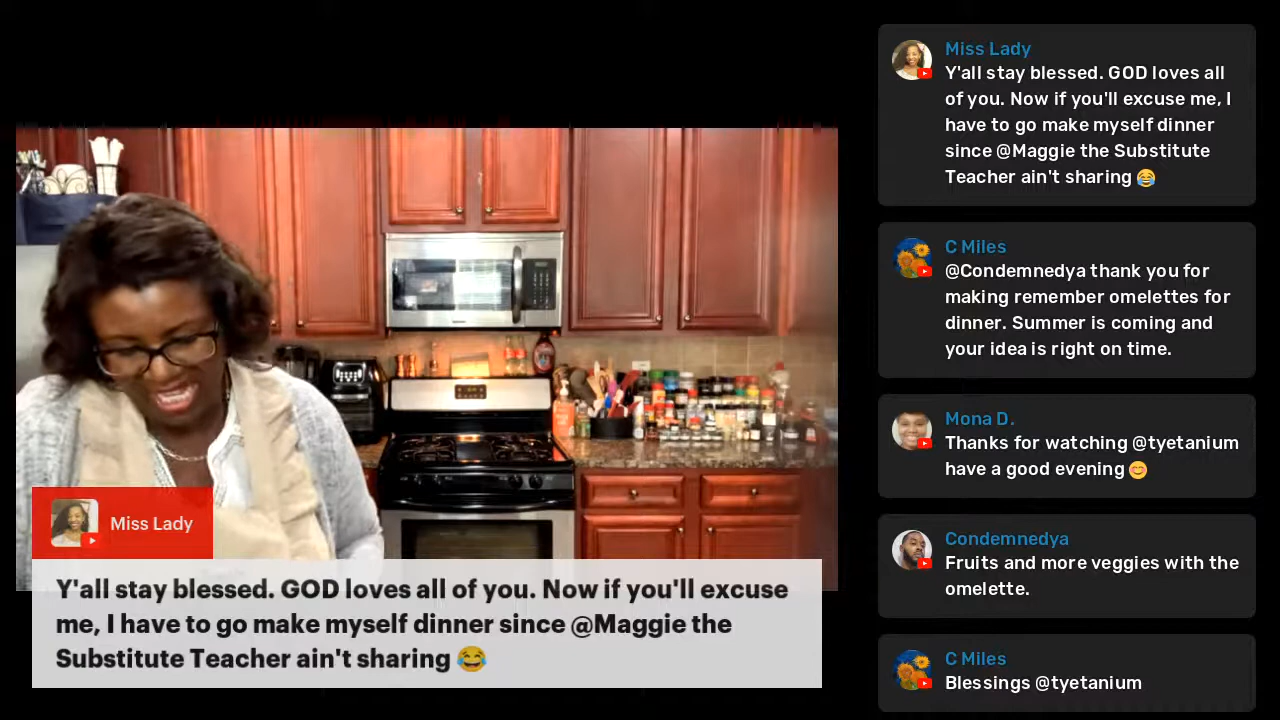 Miss Lady
Y'all stay blessed. GOD loves all of you. Now if you'll excuse
me, I have to go make myself dinner since @Maggie the
Substitute Teacher ain't sharing 😂
Miss Lady
Y'all stay blessed. GOD loves all
of you. Now if you'll excuse me, I
have to go make myself dinner
since @Maggie the Substitute
Teacher ain't sharing 😂
C Miles
@Condemnedya thank you for
making remember omelettes for
dinner. Summer is coming and
your idea is right on time.
Mona D.
Thanks for watching @tyetanium
have a good evening 😊
Condemnedya
Fruits and more veggies with the
omelette.
C Miles
Blessings @tyetanium